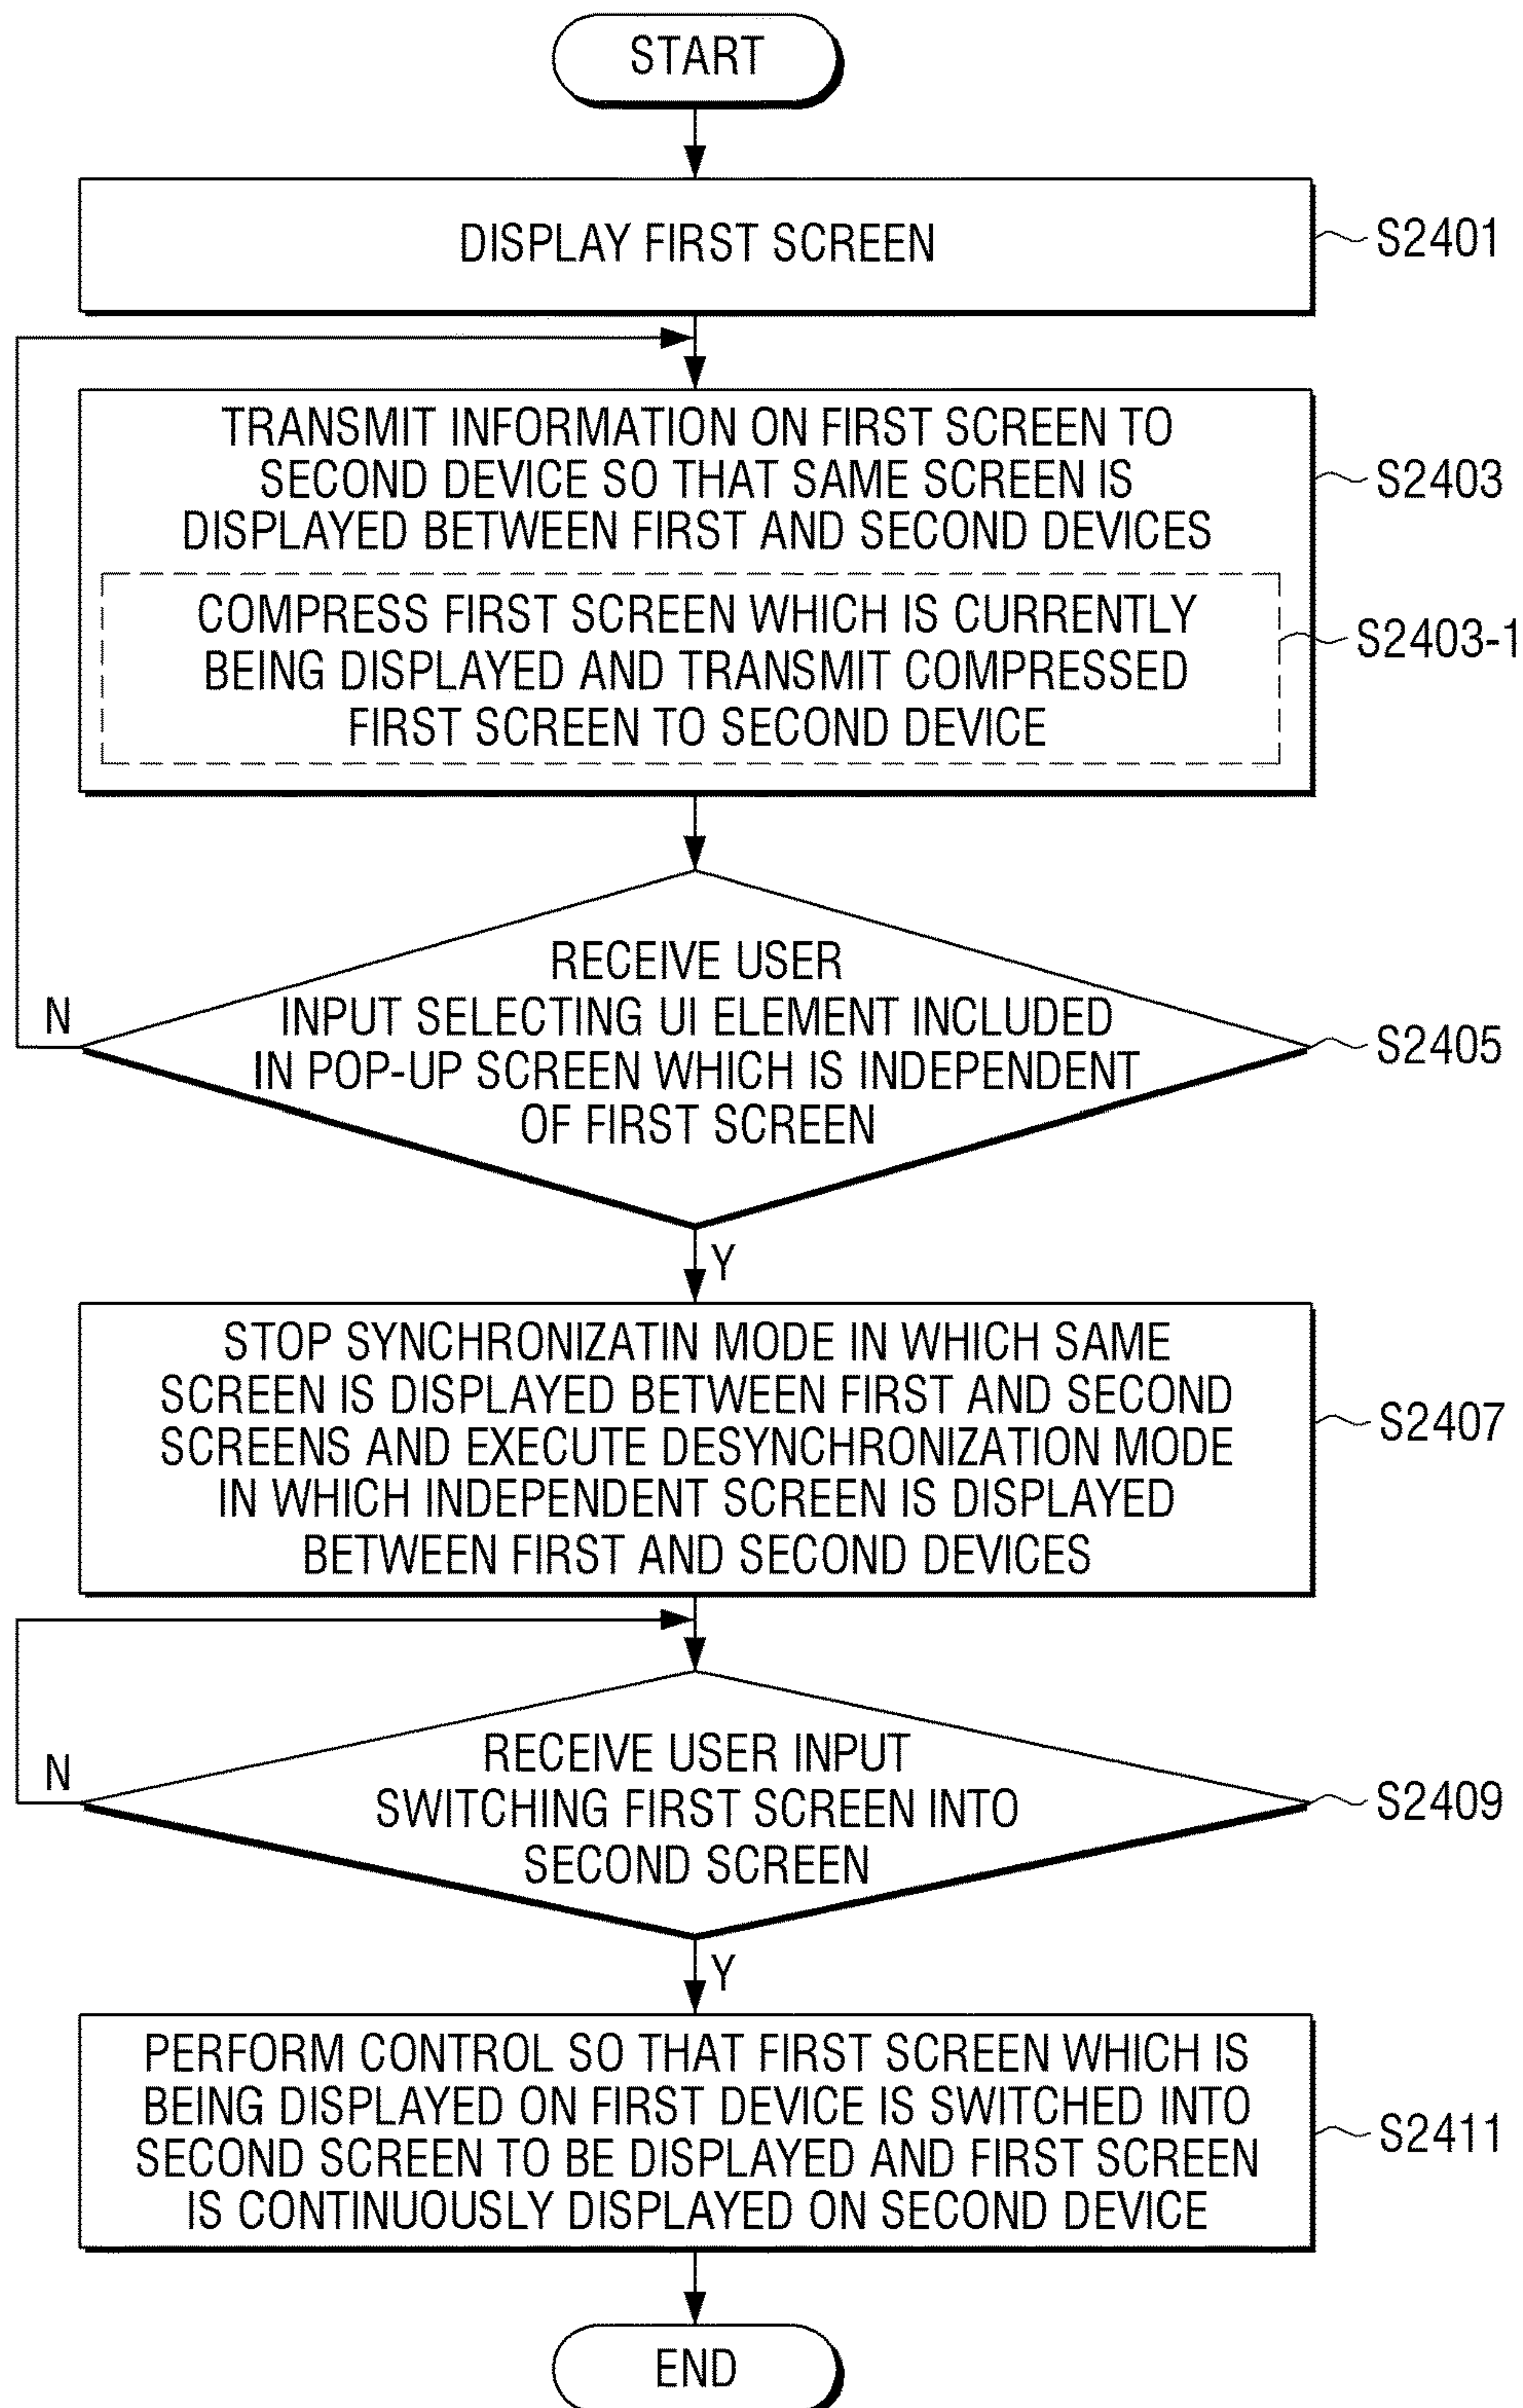 START
DISPLAY FIRST SCREEN
S2401
TRANSMIT INFORMATION ON FIRST SCREEN TO
SECOND DEVICE SO THAT SAME SCREEN IS
DISPLAYED BETWEEN FIRST AND SECOND DEVICES
S2403
COMPRESS FIRST SCREEN WHICH IS CURRENTLY
BEING DISPLAYED AND TRANSMIT COMPRESSED
FIRST SCREEN TO SECOND DEVICE
S2403-1
RECEIVE USER
INPUT SELECTING UI ELEMENT INCLUDED
IN POP-UP SCREEN WHICH IS INDEPENDENT
OF FIRST SCREEN
N
S2405
Y
STOP SYNCHRONIZATIN MODE IN WHICH SAME
SCREEN IS DISPLAYED BETWEEN FIRST AND SECOND
SCREENS AND EXECUTE DESYNCHRONIZATION MODE
IN WHICH INDEPENDENT SCREEN IS DISPLAYED
BETWEEN FIRST AND SECOND DEVICES
S2407
RECEIVE USER INPUT
SWITCHING FIRST SCREEN INTO
SECOND SCREEN
N
S2409
Y
PERFORM CONTROL SO THAT FIRST SCREEN WHICH IS
BEING DISPLAYED ON FIRST DEVICE IS SWITCHED INTO
SECOND SCREEN TO BE DISPLAYED AND FIRST SCREEN
IS CONTINUOUSLY DISPLAYED ON SECOND DEVICE
S2411
END